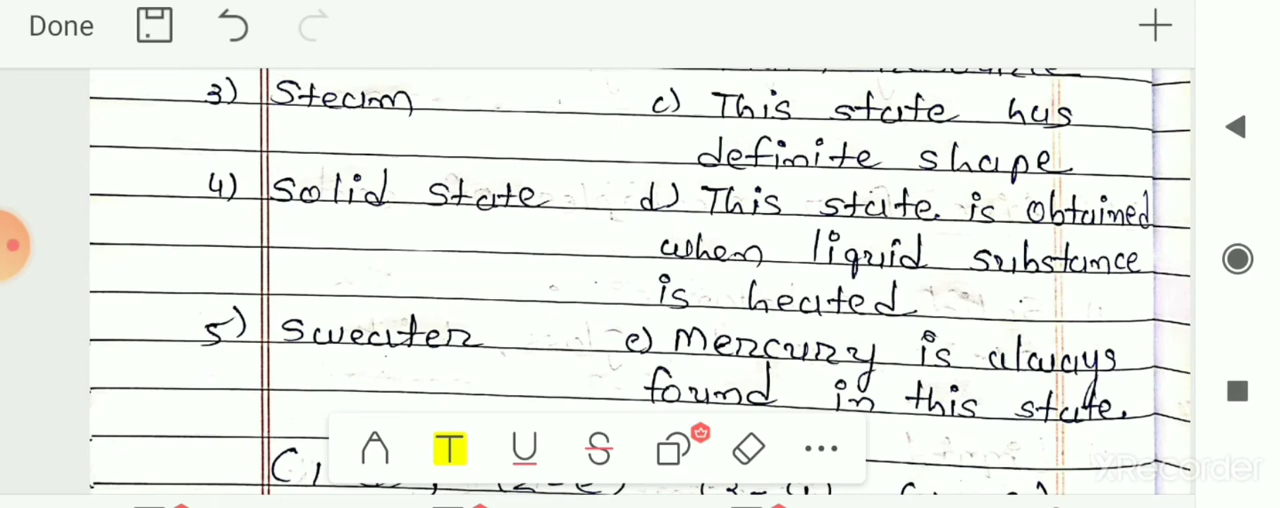 Done
3) Steam c) This state has
definite shape
4) Solid state d) This state is obtained
when liquid substance
is heated
5) Sweater e) Mercury is always
found in this state.
XRecorder